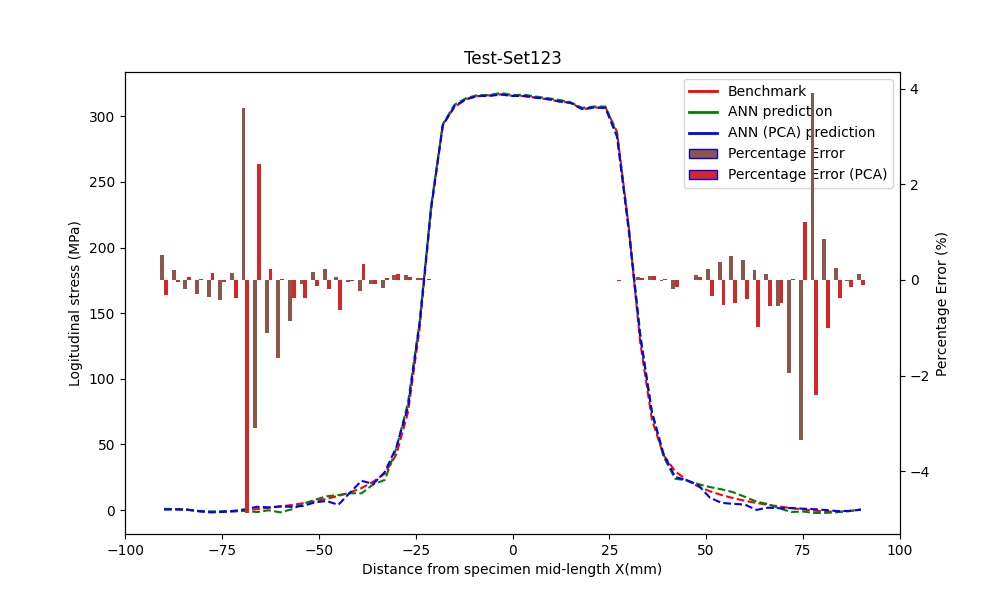 Test-Set123
Benchmark
ANN prediction
ANN (PCA) prediction
Percentage Error
Percentage Error (PCA)
Logitudinal stress (MPa)
300
250
200
150
100
50
0
4
2
0
−2
−4
Percentage Error (%)
−100
−75
−50
−25
0
25
50
75
100
Distance from specimen mid-length X(mm)